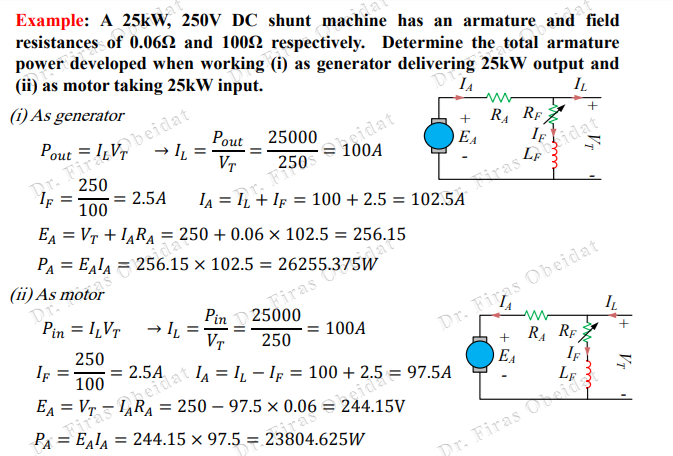 Example: A 25kW, 250V DC shunt machine has an armature and field
resistances of 0.06Ω and 100Ω respectively. Determine the total armature
power developed when working (i) as generator delivering 25kW output and
(ii) as motor taking 25kW input.
(i) As generator
P_out = I_L V_T → I_L = P_out / V_T = 25000 / 250 = 100A
I_F = 250 / 100 = 2.5A I_A = I_L + I_F = 100 + 2.5 = 102.5A
E_A = V_T + I_A R_A = 250 + 0.06 × 102.5 = 256.15
P_A = E_A I_A = 256.15 × 102.5 = 26255.375W
I_A I_L
+ R_A R_F +
E_A I_F V_T
- L_F -
(ii) As motor
P_in = I_L V_T → I_L = P_in / V_T = 25000 / 250 = 100A
I_F = 250 / 100 = 2.5A I_A = I_L − I_F = 100 + 2.5 = 97.5A
E_A = V_T − I_A R_A = 250 − 97.5 × 0.06 = 244.15V
P_A = E_A I_A = 244.15 × 97.5 = 23804.625W
I_A I_L
+ R_A R_F +
E_A I_F V_T
- L_F -
Dr. Firas Obeidat